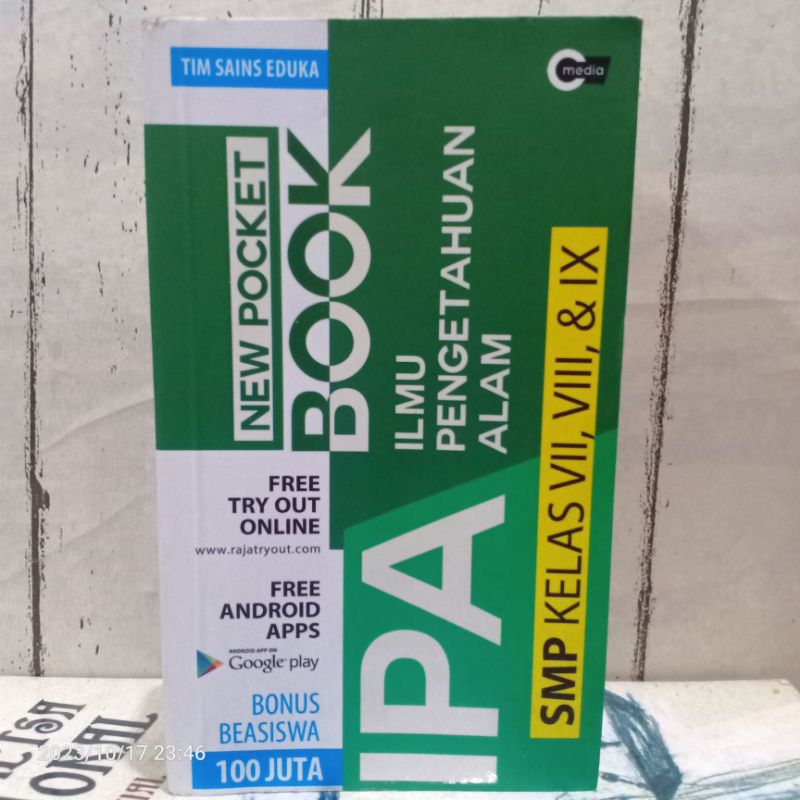 TIM SAINS EDUKA
media
NEW POCKET
BOOK
ILMU
PENGETAHUAN
ALAM
IPA
SMP KELAS VII, VIII, & IX
FREE
TRY OUT
ONLINE
www.rajatryout.com
FREE
ANDROID
APPS
ANDROID APP ON
Google play
BONUS
BEASISWA
100 JUTA
2023/10/17 23:46